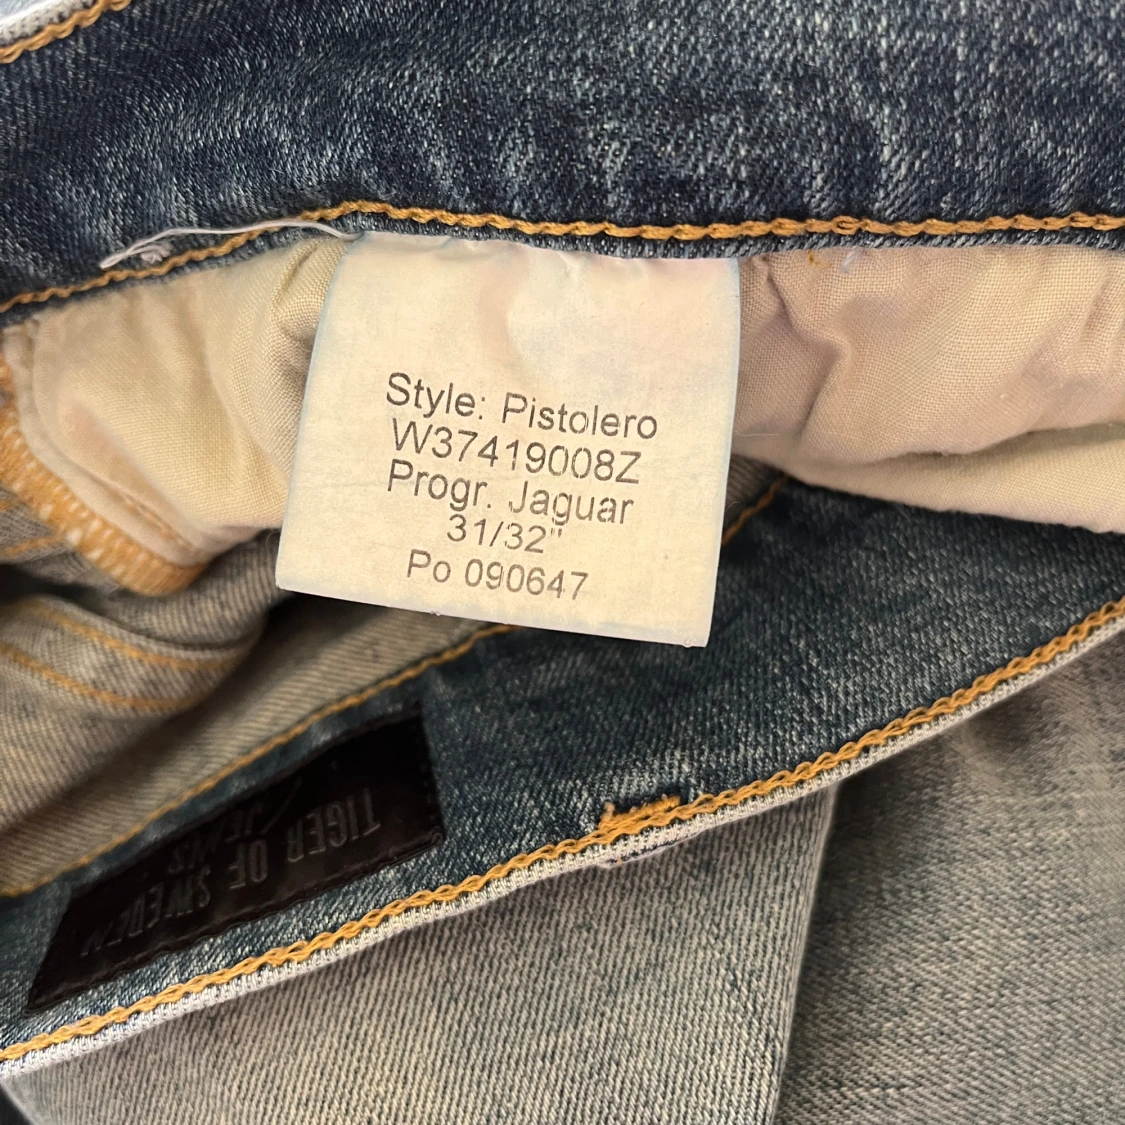 Style: Pistolero
W37419008Z
Progr. Jaguar
31/32"
Po 090647
TIGER OF SWEDEN
JEANS